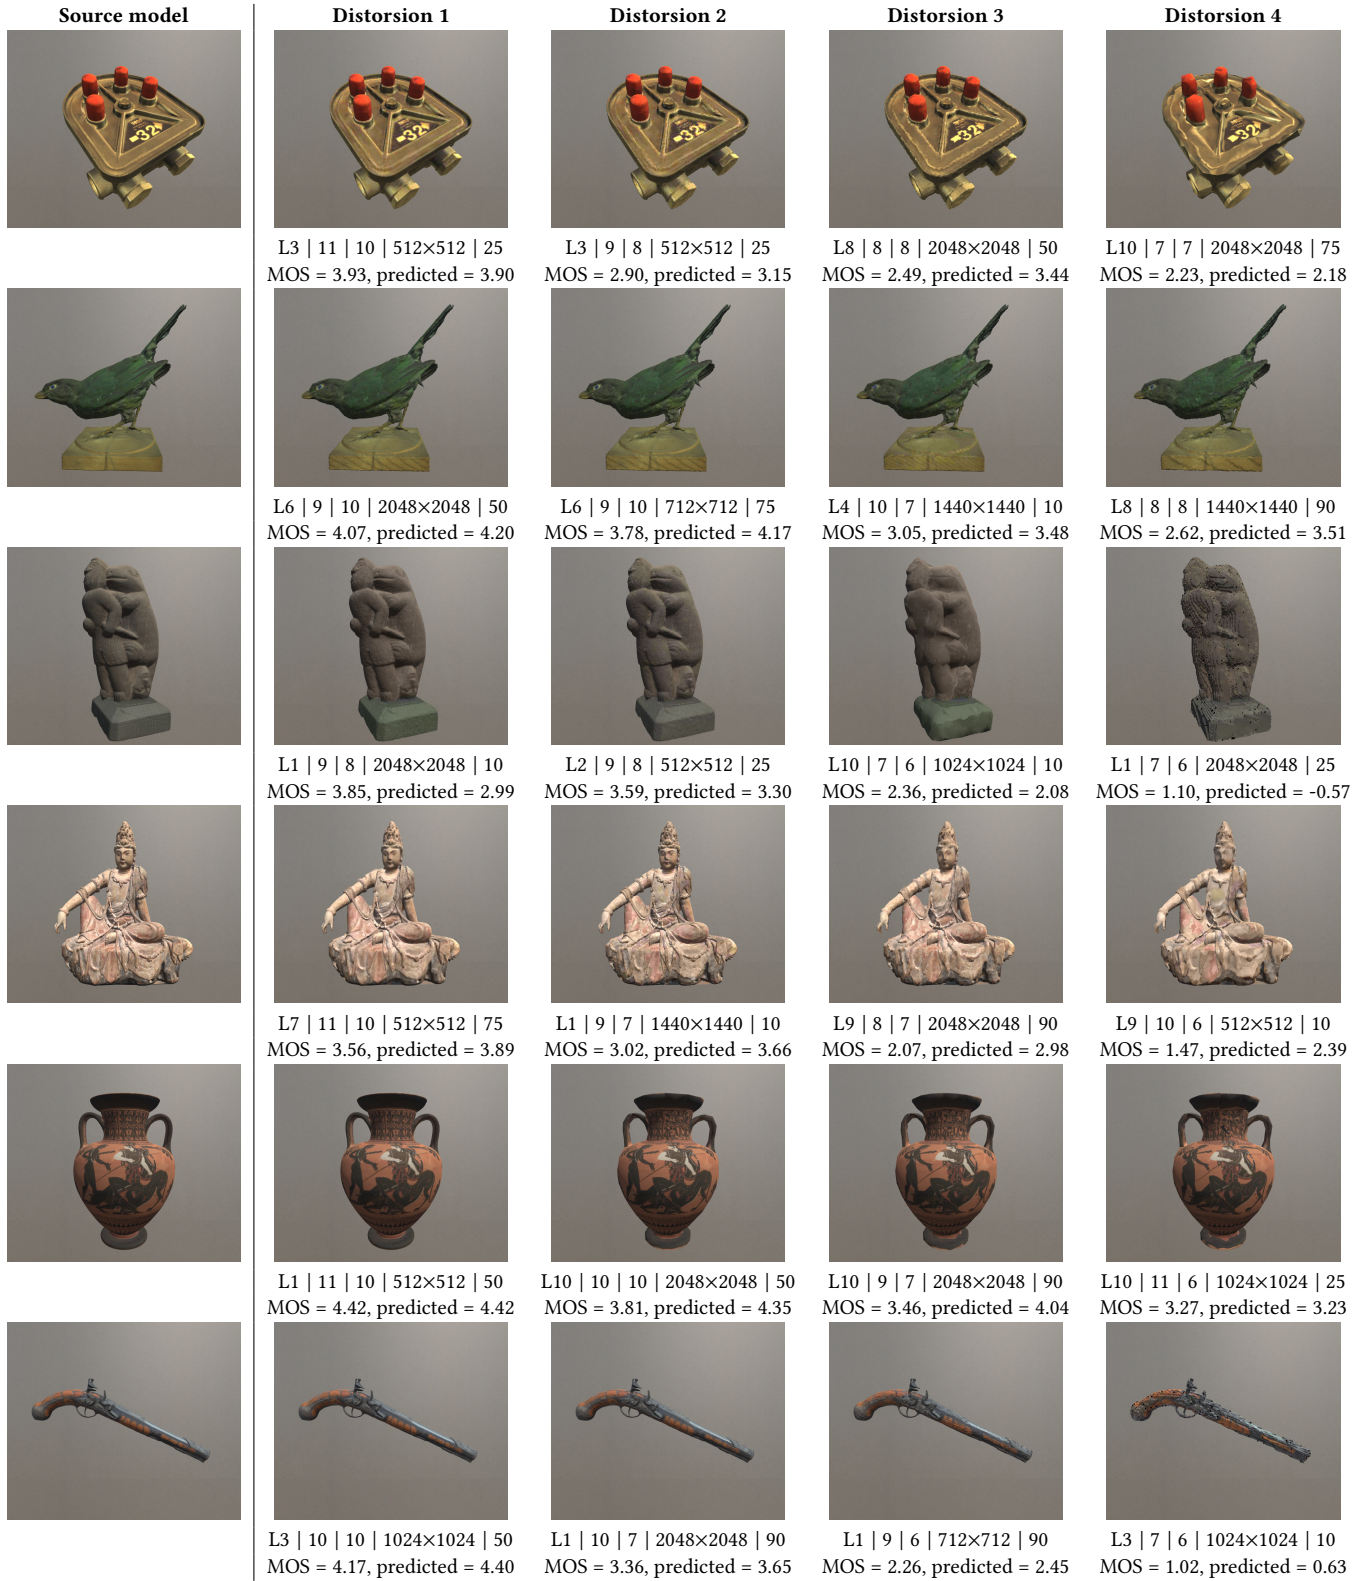 Source model Distorsion 1 Distorsion 2 Distorsion 3 Distorsion 4
32
32
32
32
32
L3 | 11 | 10 | 512×512 | 25 L3 | 9 | 8 | 512×512 | 25 L8 | 8 | 8 | 2048×2048 | 50 L10 | 7 | 7 | 2048×2048 | 75
MOS = 3.93, predicted = 3.90 MOS = 2.90, predicted = 3.15 MOS = 2.49, predicted = 3.44 MOS = 2.23, predicted = 2.18
L6 | 9 | 10 | 2048×2048 | 50 L6 | 9 | 10 | 712×712 | 75 L4 | 10 | 7 | 1440×1440 | 10 L8 | 8 | 8 | 1440×1440 | 90
MOS = 4.07, predicted = 4.20 MOS = 3.78, predicted = 4.17 MOS = 3.05, predicted = 3.48 MOS = 2.62, predicted = 3.51
L1 | 9 | 8 | 2048×2048 | 10 L2 | 9 | 8 | 512×512 | 25 L10 | 7 | 6 | 1024×1024 | 10 L1 | 7 | 6 | 2048×2048 | 25
MOS = 3.85, predicted = 2.99 MOS = 3.59, predicted = 3.30 MOS = 2.36, predicted = 2.08 MOS = 1.10, predicted = -0.57
L7 | 11 | 10 | 512×512 | 75 L1 | 9 | 7 | 1440×1440 | 10 L9 | 8 | 7 | 2048×2048 | 90 L9 | 10 | 6 | 512×512 | 10
MOS = 3.56, predicted = 3.89 MOS = 3.02, predicted = 3.66 MOS = 2.07, predicted = 2.98 MOS = 1.47, predicted = 2.39
L1 | 11 | 10 | 512×512 | 50 L10 | 10 | 10 | 2048×2048 | 50 L10 | 9 | 7 | 2048×2048 | 90 L10 | 11 | 6 | 1024×1024 | 25
MOS = 4.42, predicted = 4.42 MOS = 3.81, predicted = 4.35 MOS = 3.46, predicted = 4.04 MOS = 3.27, predicted = 3.23
L3 | 10 | 10 | 1024×1024 | 50 L1 | 10 | 7 | 2048×2048 | 90 L1 | 9 | 6 | 712×712 | 90 L3 | 7 | 6 | 1024×1024 | 10
MOS = 4.17, predicted = 4.40 MOS = 3.36, predicted = 3.65 MOS = 2.26, predicted = 2.45 MOS = 1.02, predicted = 0.63